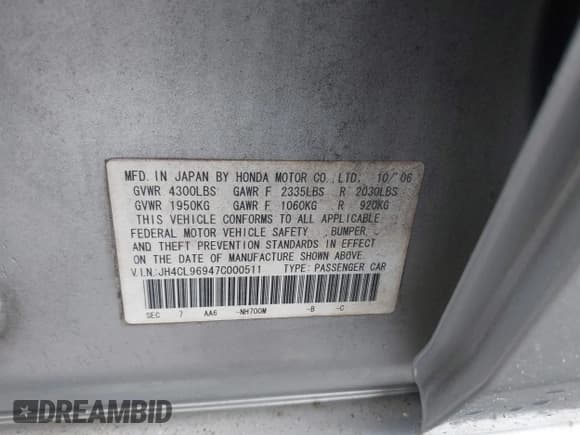 MFD. IN JAPAN BY HONDA MOTOR CO., LTD. 10/'06
GVWR 4300LBS GAWR F 2335LBS R 2030LBS
GVWR 1950KG GAWR F 1060KG R 920KG
THIS VEHICLE CONFORMS TO ALL APPLICABLE
FEDERAL MOTOR VEHICLE SAFETY , BUMPER,
AND THEFT PREVENTION STANDARDS IN EFFECT
ON THE DATE OF MANUFACTURE SHOWN ABOVE.
V.I.N:JH4CL96947C000511 TYPE: PASSENGER CAR
SEC 7 AA6 -NH700M -B -C
DREAMBID